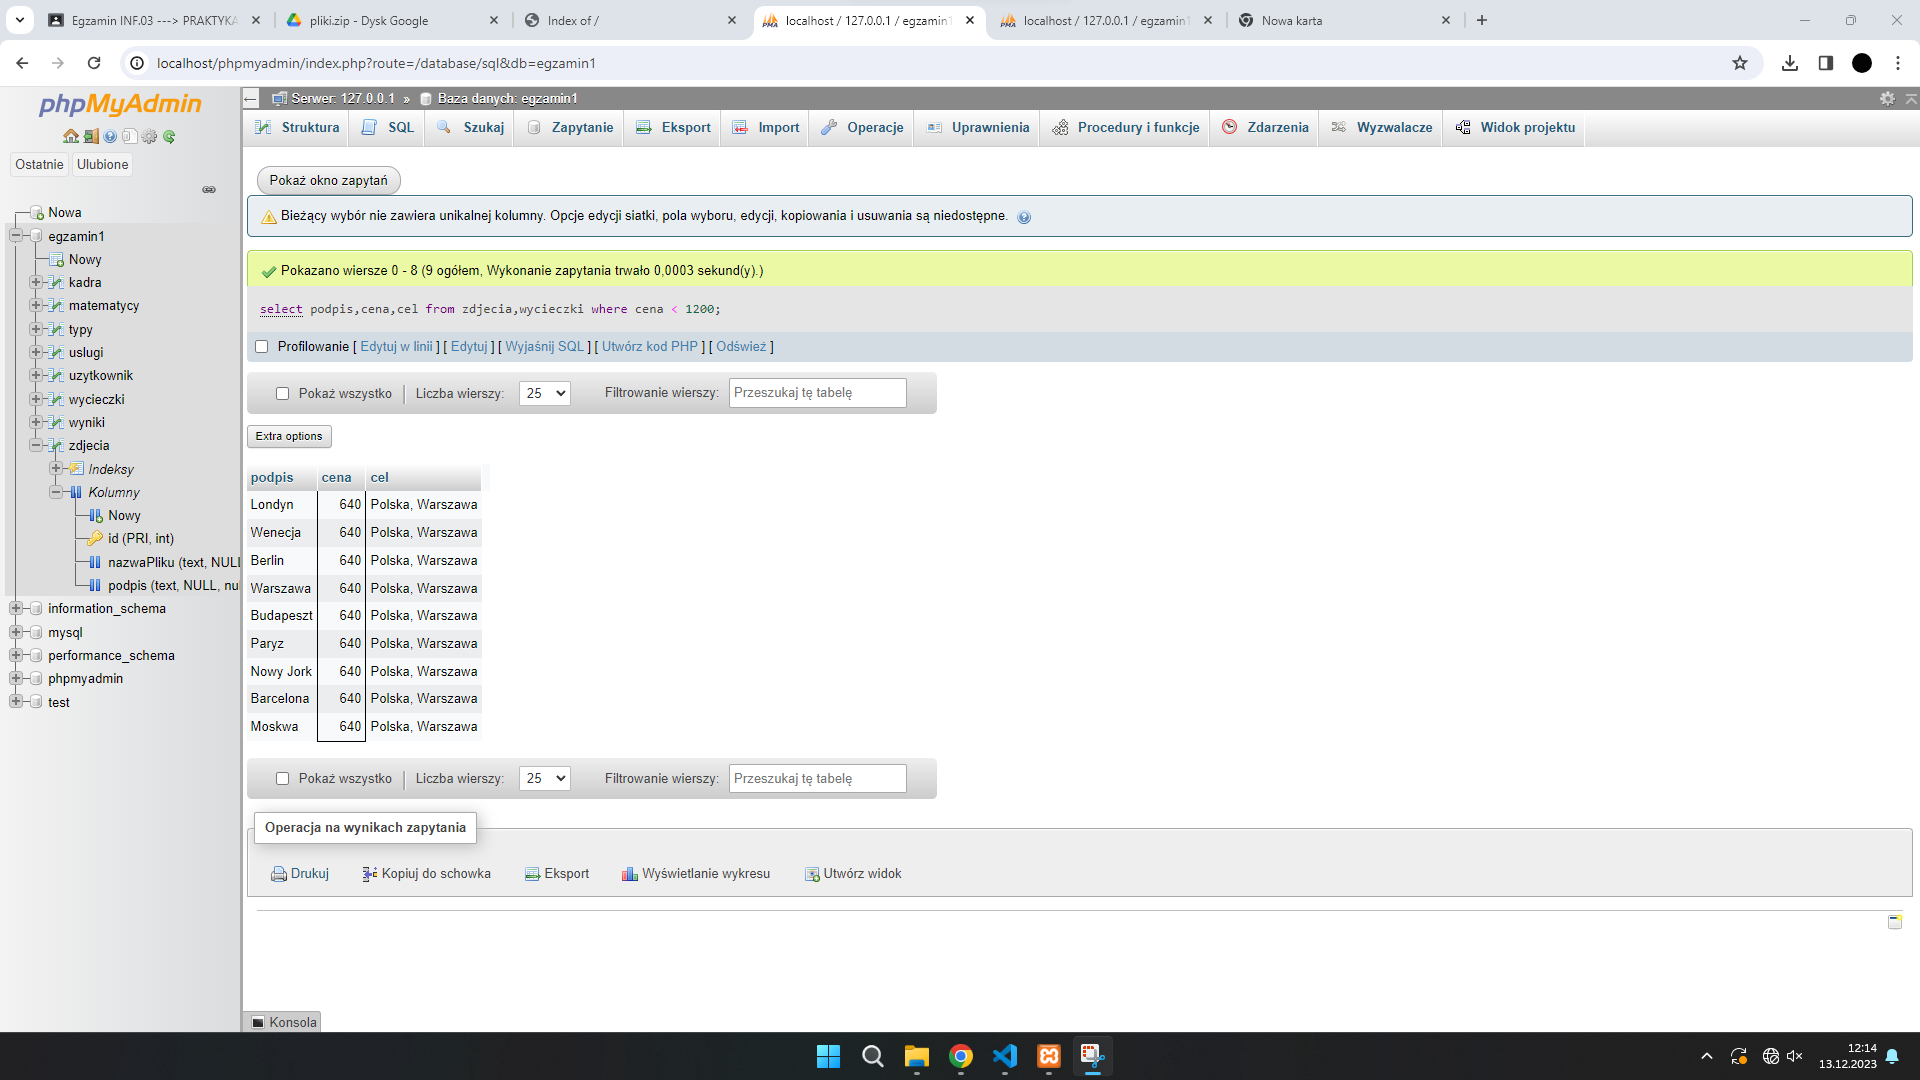 Egzamin INF.03 ---> PRAKTYKA
pliki.zip - Dysk Google
Index of /
localhost / 127.0.0.1 / egzamin1
localhost / 127.0.0.1 / egzamin1
Nowa karta
localhost/phpmyadmin/index.php?route=/database/sql&db=egzamin1
phpMyAdmin
Ostatnie
Ulubione
Nowa
egzamin1
Nowy
kadra
matematycy
typy
uslugi
uzytkownik
wycieczki
wyniki
zdjecia
Indeksy
Kolumny
Nowy
id (PRI, int)
nazwaPliku (text, NULL
podpis (text, NULL, nu
information_schema
mysql
performance_schema
phpmyadmin
test
Serwer: 127.0.0.1 » Baza danych: egzamin1
Struktura SQL Szukaj Zapytanie Eksport Import Operacje Uprawnienia Procedury i funkcje Zdarzenia Wyzwalacze Widok projektu
Pokaż okno zapytań
Bieżący wybór nie zawiera unikalnej kolumny. Opcje edycji siatki, pola wyboru, edycji, kopiowania i usuwania są niedostępne.
Pokazano wiersze 0 - 8 (9 ogółem, Wykonanie zapytania trwało 0,0003 sekund(y).)
select podpis,cena,cel from zdjecia,wycieczki where cena < 1200;
Profilowanie [ Edytuj w linii ] [ Edytuj ] [ Wyjaśnij SQL ] [ Utwórz kod PHP ] [ Odśwież ]
Pokaż wszystko | Liczba wierszy: 25 Filtrowanie wierszy: Przeszukaj tę tabelę
Extra options
podpis cena cel
Londyn 640 Polska, Warszawa
Wenecja 640 Polska, Warszawa
Berlin 640 Polska, Warszawa
Warszawa 640 Polska, Warszawa
Budapeszt 640 Polska, Warszawa
Paryz 640 Polska, Warszawa
Nowy Jork 640 Polska, Warszawa
Barcelona 640 Polska, Warszawa
Moskwa 640 Polska, Warszawa
Pokaż wszystko | Liczba wierszy: 25 Filtrowanie wierszy: Przeszukaj tę tabelę
Operacja na wynikach zapytania
Drukuj Kopiuj do schowka Eksport Wyświetlanie wykresu Utwórz widok
Konsola
12:14
13.12.2023